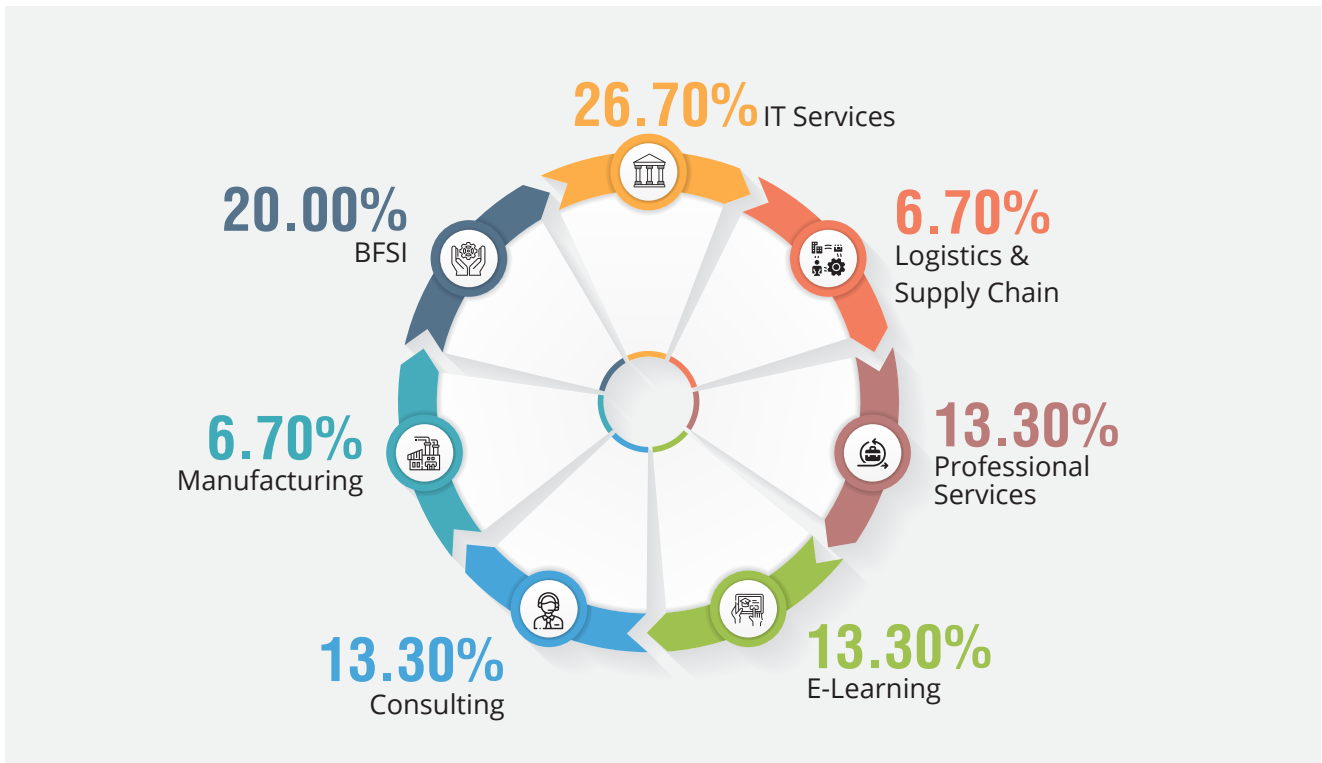 26.70% IT Services
6.70%
Logistics &
Supply Chain
13.30%
Professional
Services
13.30%
E-Learning
13.30%
Consulting
6.70%
Manufacturing
20.00%
BFSI